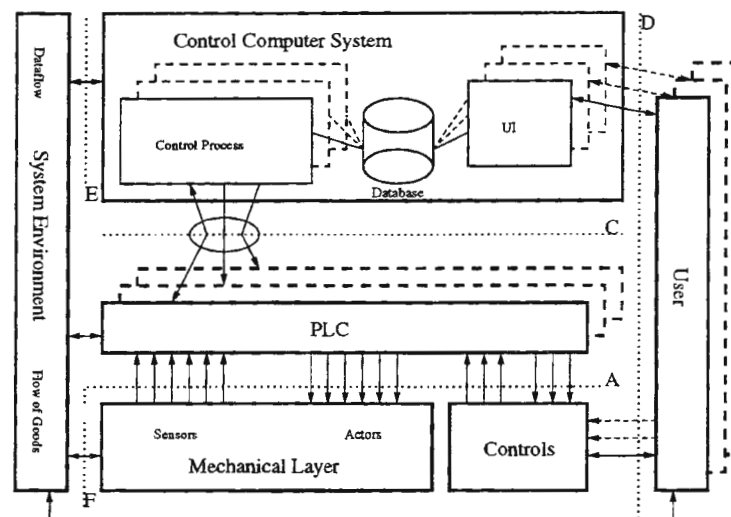 Control Computer System
D
Dataflow
Control Process
UI
Database
E
C
System Environment
User
PLC
A
Flow of Goods
Sensors
Actors
Controls
Mechanical Layer
F